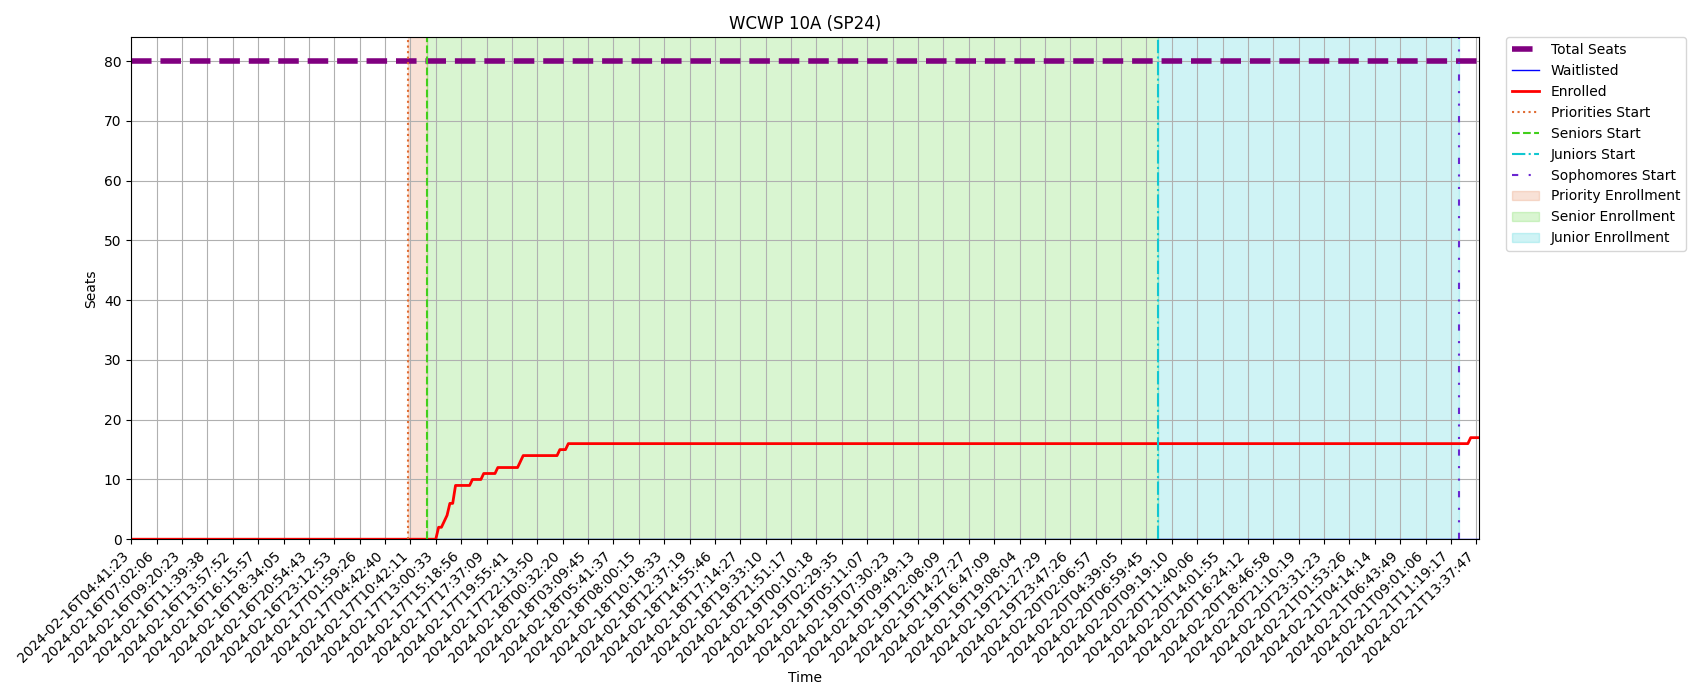 WCWP 10A (SP24)
Seats
80
70
60
50
40
30
20
10
0
2024-02-16T04:41:23
2024-02-16T07:02:06
2024-02-16T09:20:23
2024-02-16T11:39:38
2024-02-16T13:57:52
2024-02-16T16:15:57
2024-02-16T18:34:05
2024-02-16T20:54:43
2024-02-16T23:12:53
2024-02-17T01:59:26
2024-02-17T04:42:40
2024-02-17T10:42:11
2024-02-17T13:00:33
2024-02-17T15:18:56
2024-02-17T17:37:09
2024-02-17T19:55:41
2024-02-17T22:13:50
2024-02-18T00:32:20
2024-02-18T03:09:45
2024-02-18T05:41:37
2024-02-18T08:00:15
2024-02-18T10:18:33
2024-02-18T12:37:19
2024-02-18T14:55:46
2024-02-18T17:14:27
2024-02-18T19:33:10
2024-02-18T21:51:17
2024-02-19T00:10:18
2024-02-19T02:29:35
2024-02-19T05:11:07
2024-02-19T07:30:23
2024-02-19T09:49:13
2024-02-19T12:08:09
2024-02-19T14:27:27
2024-02-19T16:47:09
2024-02-19T19:08:04
2024-02-19T21:27:29
2024-02-19T23:47:26
2024-02-20T02:06:57
2024-02-20T04:39:05
2024-02-20T06:59:45
2024-02-20T09:19:10
2024-02-20T11:40:06
2024-02-20T14:01:55
2024-02-20T16:24:12
2024-02-20T18:46:58
2024-02-20T21:10:19
2024-02-20T23:31:23
2024-02-21T01:53:26
2024-02-21T04:14:14
2024-02-21T06:43:49
2024-02-21T09:01:06
2024-02-21T11:19:17
2024-02-21T13:37:47
Time
Total Seats
Waitlisted
Enrolled
Priorities Start
Seniors Start
Juniors Start
Sophomores Start
Priority Enrollment
Senior Enrollment
Junior Enrollment